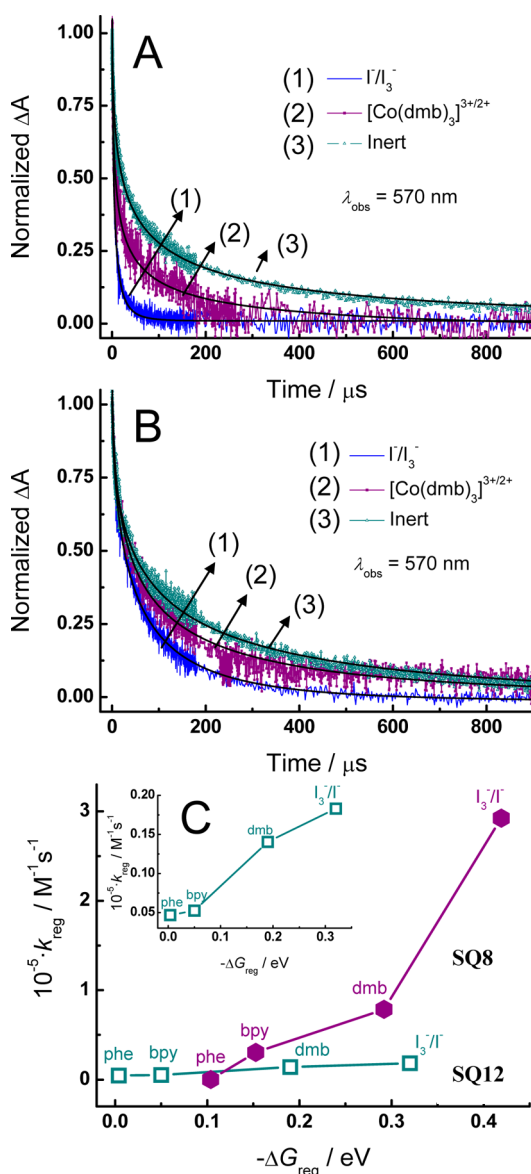 A
(1) I⁻/I₃⁻
(2) [Co(dmb)₃]³⁺/²⁺
(3) Inert
λobs = 570 nm
(1)
(2)
(3)
Normalized ΔA
1.00
0.75
0.50
0.25
0.00
0 200 400 600 800
Time / μs
B
(1) I⁻/I₃⁻
(2) [Co(dmb)₃]³⁺/²⁺
(3) Inert
λobs = 570 nm
(1)
(2)
(3)
Normalized ΔA
1.00
0.75
0.50
0.25
0.00
0 200 400 600 800
Time / μs
C
10⁻⁵·kreg / M⁻¹s⁻¹
0.20
0.15
0.10
0.05
phe
bpy
dmb
I₃⁻/I⁻
0.0 0.1 0.2 0.3
-ΔGreg / eV
10⁻⁵·kreg / M⁻¹s⁻¹
3
2
1
0
I₃⁻/I⁻
SQ8
dmb
bpy
phe
phe bpy dmb I₃⁻/I⁻
SQ12
0.0 0.1 0.2 0.3 0.4
-ΔGreg / eV